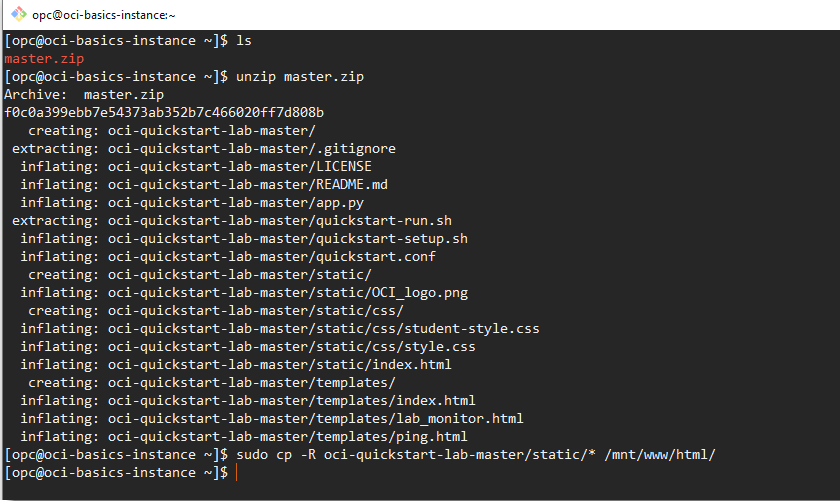 opc@oci-basics-instance:~
[opc@oci-basics-instance ~]$ ls
master.zip
[opc@oci-basics-instance ~]$ unzip master.zip
Archive:  master.zip
f0c0a399ebb7e54373ab352b7c466020ff7d808b
   creating: oci-quickstart-lab-master/
 extracting: oci-quickstart-lab-master/.gitignore
  inflating: oci-quickstart-lab-master/LICENSE
  inflating: oci-quickstart-lab-master/README.md
  inflating: oci-quickstart-lab-master/app.py
 extracting: oci-quickstart-lab-master/quickstart-run.sh
  inflating: oci-quickstart-lab-master/quickstart-setup.sh
  inflating: oci-quickstart-lab-master/quickstart.conf
   creating: oci-quickstart-lab-master/static/
  inflating: oci-quickstart-lab-master/static/OCI_logo.png
   creating: oci-quickstart-lab-master/static/css/
  inflating: oci-quickstart-lab-master/static/css/student-style.css
  inflating: oci-quickstart-lab-master/static/css/style.css
  inflating: oci-quickstart-lab-master/static/index.html
   creating: oci-quickstart-lab-master/templates/
  inflating: oci-quickstart-lab-master/templates/index.html
  inflating: oci-quickstart-lab-master/templates/lab_monitor.html
  inflating: oci-quickstart-lab-master/templates/ping.html
[opc@oci-basics-instance ~]$ sudo cp -R oci-quickstart-lab-master/static/* /mnt/www/html/
[opc@oci-basics-instance ~]$